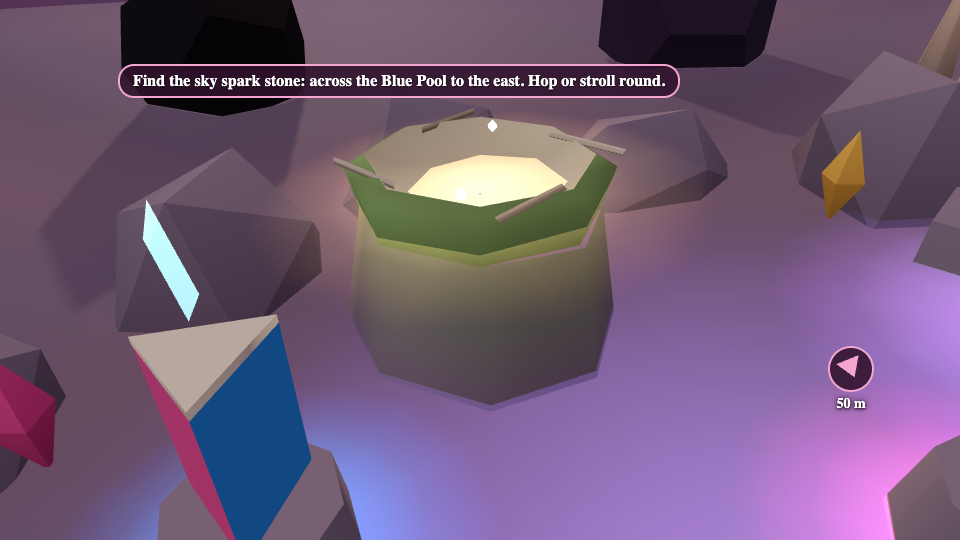 Find the sky spark stone: across the Blue Pool to the east. Hop or stroll round.
50 m